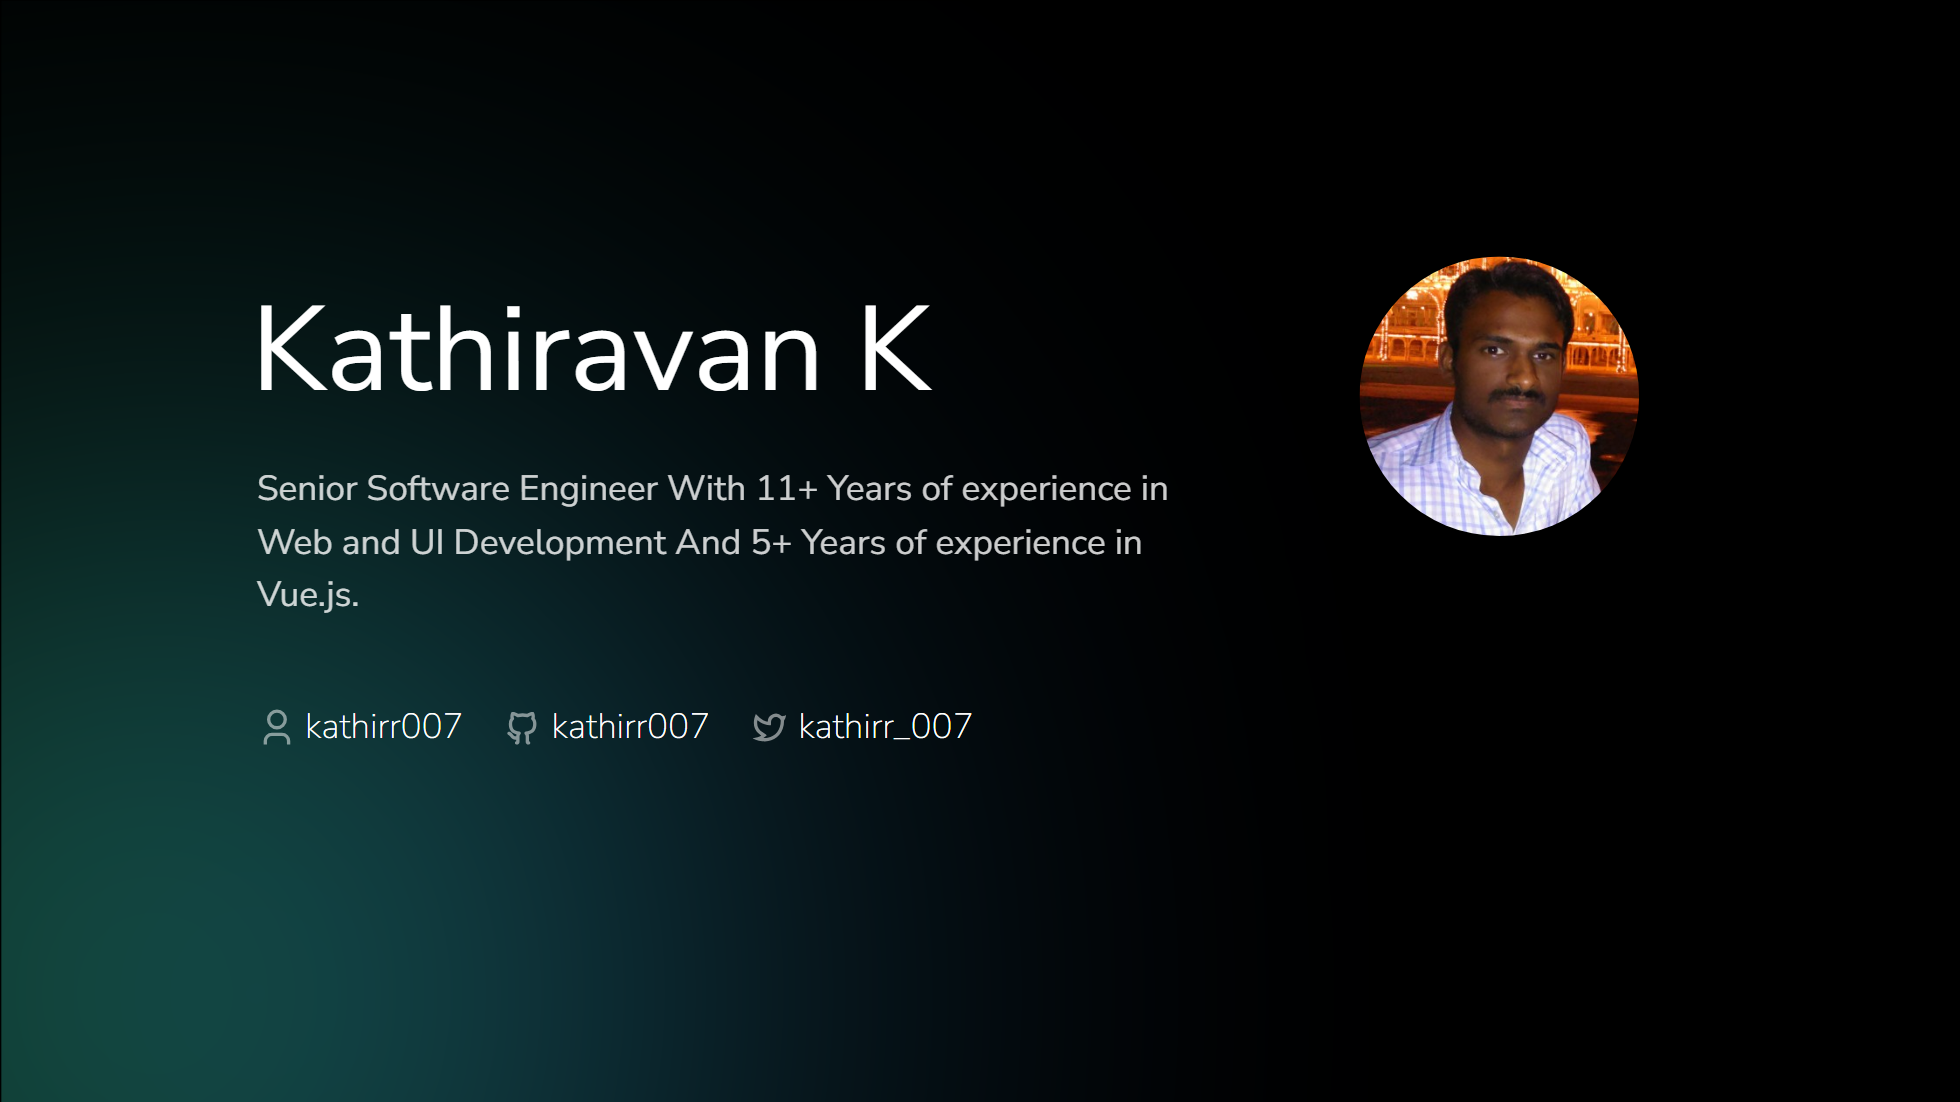 Kathiravan K
Senior Software Engineer With 11+ Years of experience in
Web and UI Development And 5+ Years of experience in
Vue.js.
kathirr007 kathirr007 kathirr_007